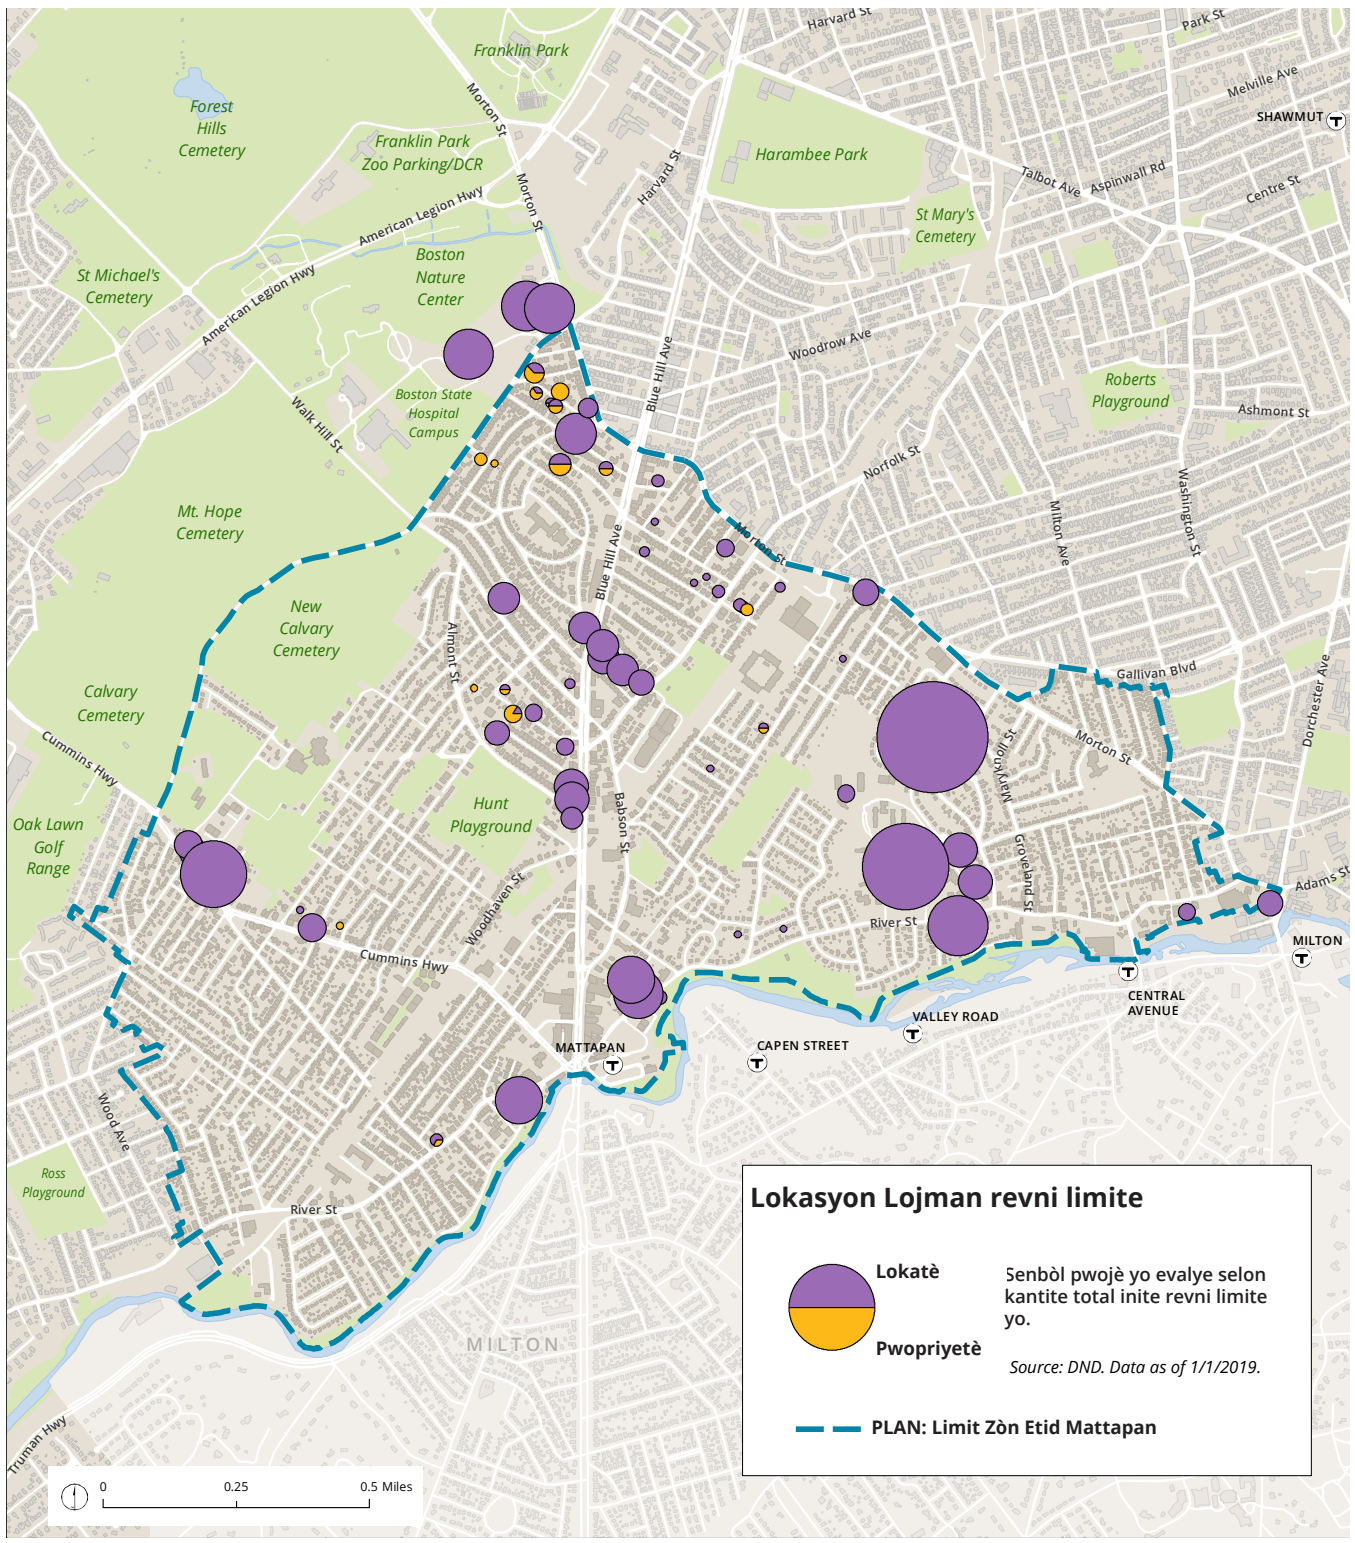 Harvard St
Park St
Franklin Park
Melville Ave
Morton St
Forest
Hills
Cemetery
SHAWMUT
T
Franklin Park
Zoo Parking/DCR
Harambee Park
Harvard St
Talbot Ave
Aspinwall Rd
Centre St
Morton St
American Legion Hwy
St Mary's
Cemetery
Boston
Nature
Center
St Michael's
Cemetery
American Legion Hwy
Woodrow Ave
Blue Hill Ave
Roberts
Playground
Boston State
Hospital
Campus
Walk Hill St
Ashmont St
Norfolk St
Washington St
Mt. Hope
Cemetery
Milton Ave
Morton St
Blue Hill Ave
New
Calvary
Cemetery
Almont St
Gallivan Blvd
Dorchester Ave
Calvary
Cemetery
Cummins Hwy
Maryknoll St
Morton St
Hunt
Playground
Babson St
Oak Lawn
Golf
Range
Groveland St
Adams St
Woodhaven St
River St
Cummins Hwy
MILTON
T
T
CENTRAL
AVENUE
VALLEY ROAD
T
MATTAPAN
T
CAPEN STREET
T
Wood Ave
Ross
Playground
River St
MILTON
Truman Hwy
Lokasyon Lojman revni limite
Lokatè
Pwopriyetè
Senbòl pwojè yo evalye selon
kantite total inite revni limite
yo.
Source: DND. Data as of 1/1/2019.
PLAN: Limit Zòn Etid Mattapan
0 0.25 0.5 Miles